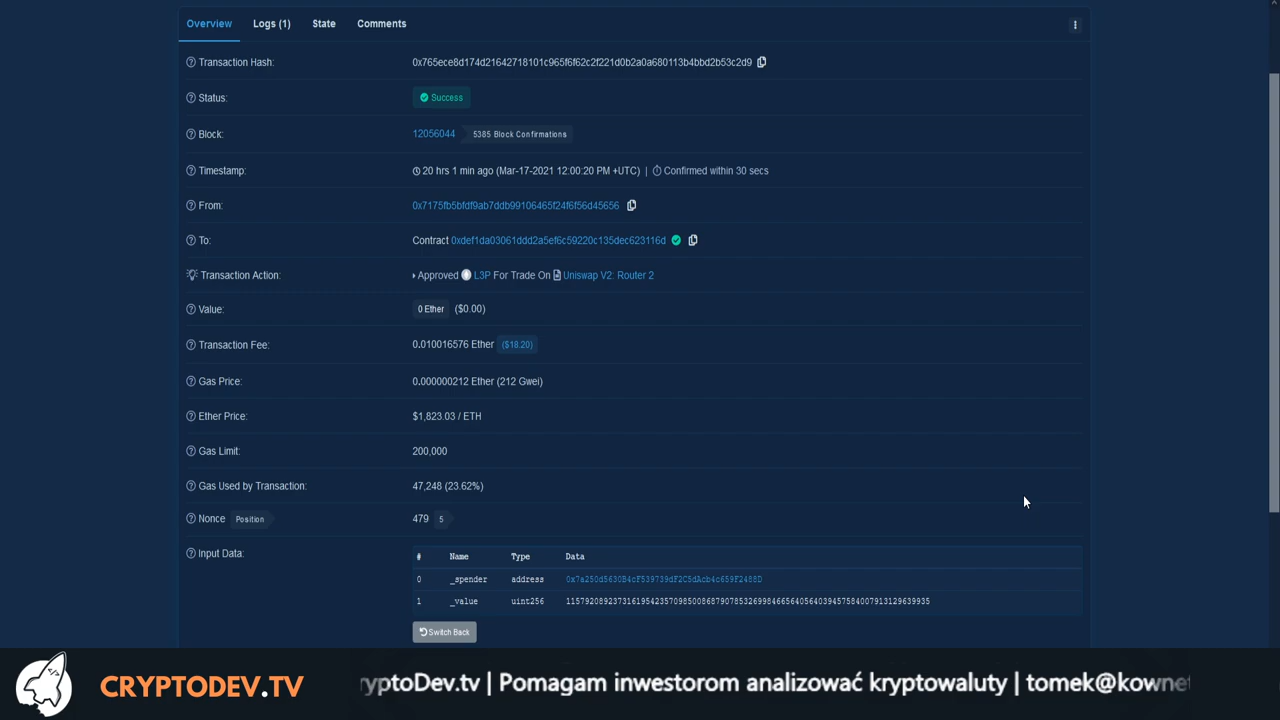 Overview Logs (1) State Comments
Transaction Hash: 0x765ece8d174d21642718101c965f6f62c2f221d0b2a0a680113b4bbd2b53c2d9
Status: Success
Block: 12056044 5385 Block Confirmations
Timestamp: 20 hrs 1 min ago (Mar-17-2021 12:00:20 PM +UTC) | Confirmed within 30 secs
From: 0x7175fb5bfdf9ab7ddb99106465f24f6f56d45656
To: Contract 0xdef1da03061ddd2a5ef6c59220c135dec623116d
Transaction Action: Approved L3P For Trade On Uniswap V2: Router 2
Value: 0 Ether ($0.00)
Transaction Fee: 0.010016576 Ether ($18.20)
Gas Price: 0.000000212 Ether (212 Gwei)
Ether Price: $1,823.03 / ETH
Gas Limit: 200,000
Gas Used by Transaction: 47,248 (23.62%)
Nonce Position 479 5
Input Data:
# Name Type Data
0 _spender address 0x7a250d5630B4cF539739dF2C5dAcb4c659F2488D
1 _value uint256 115792089237316195423570985008687907853269984665640564039457584007913129639935
Switch Back
CRYPTODEV.TV
yptoDev.tv | Pomagam inwestorom analizować kryptowaluty | tomek@kowne